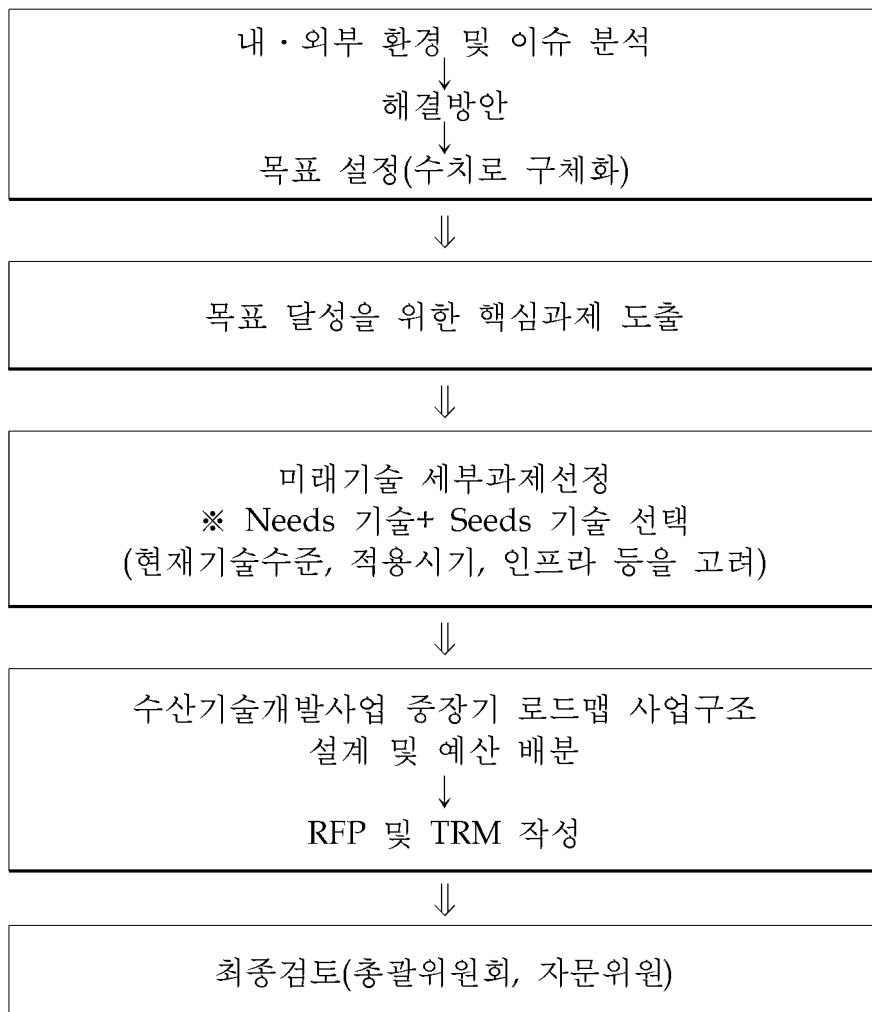 내·외부 환경 및 이슈 분석
↓
해결방안
↓
목표 설정(수치로 구체화)
⇓
목표 달성을 위한 핵심과제 도출
⇓
미래기술 세부과제선정
※ Needs 기술+ Seeds 기술 선택
(현재기술수준, 적용시기, 인프라 등을 고려)
⇓
수산기술개발사업 중장기 로드맵 사업구조
설계 및 예산 배분
↓
RFP 및 TRM 작성
⇓
최종검토(총괄위원회, 자문위원)